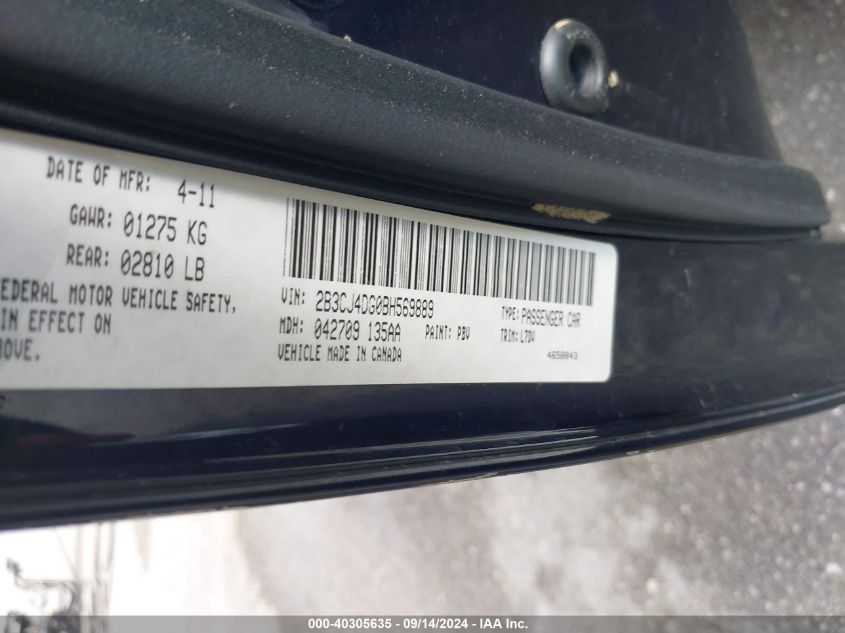 DATE OF MFR: 4-11
GAWR: 01275 KG
REAR: 02810 LB
EDERAL MOTOR VEHICLE SAFETY,
IN EFFECT ON
OVE.
VIN: 2B3CJ4DG0BH569889
TYPE: PASSENGER CAR
MDH: 042709 135AA PAINT: PBV TRIM: L7DV
VEHICLE MADE IN CANADA
4658843
000-40305635 - 09/14/2024 - IAA Inc.